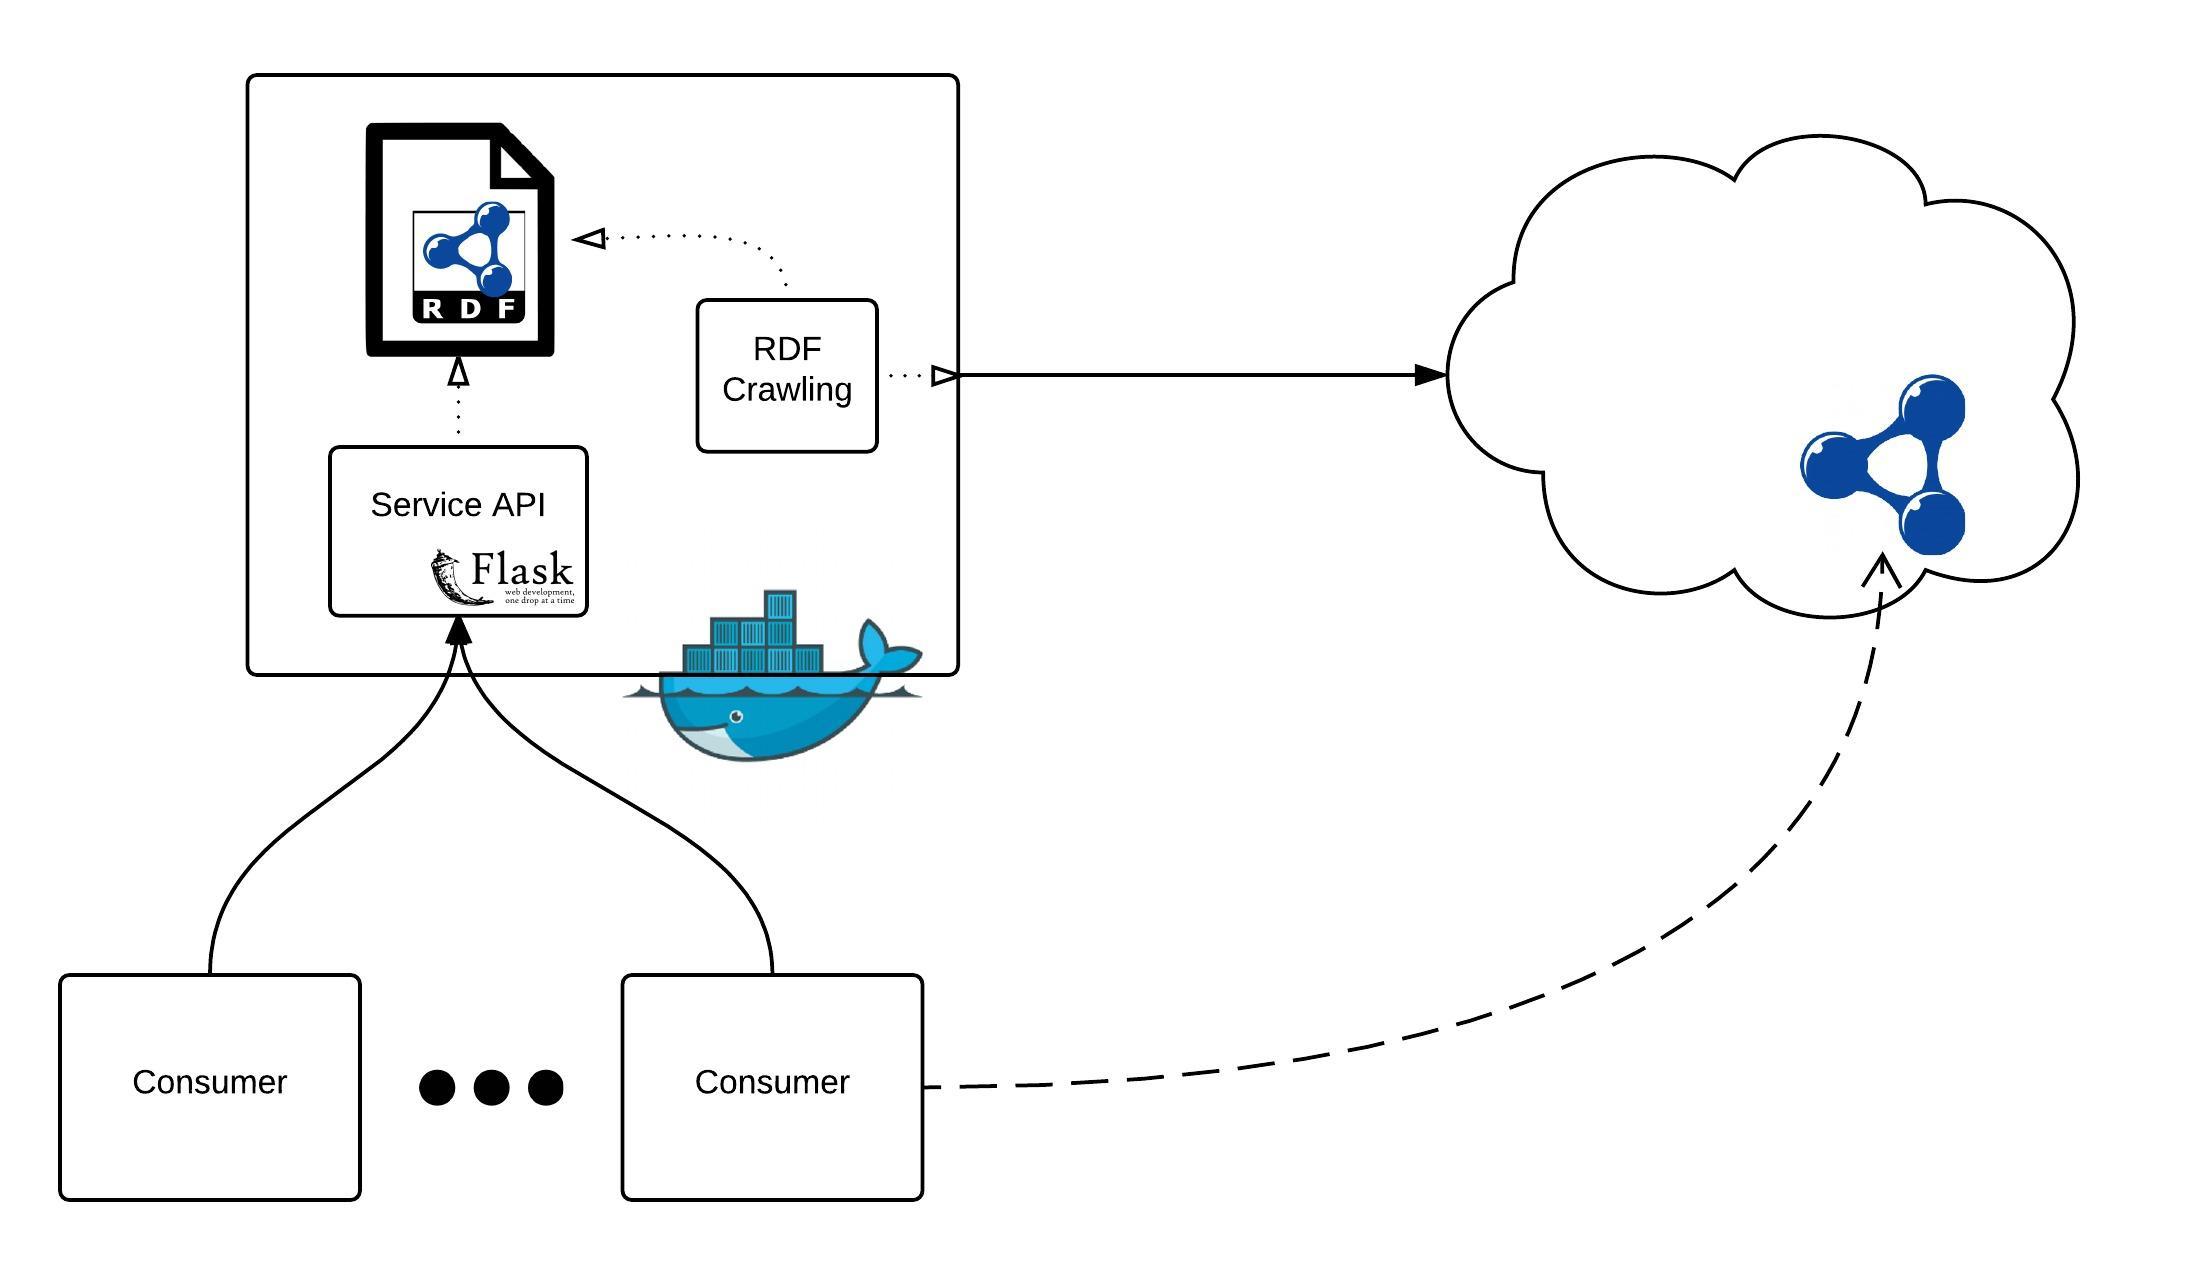 R D F
RDF
Crawling
Service API
Flask
web development,
one drop at a time
Consumer
Consumer